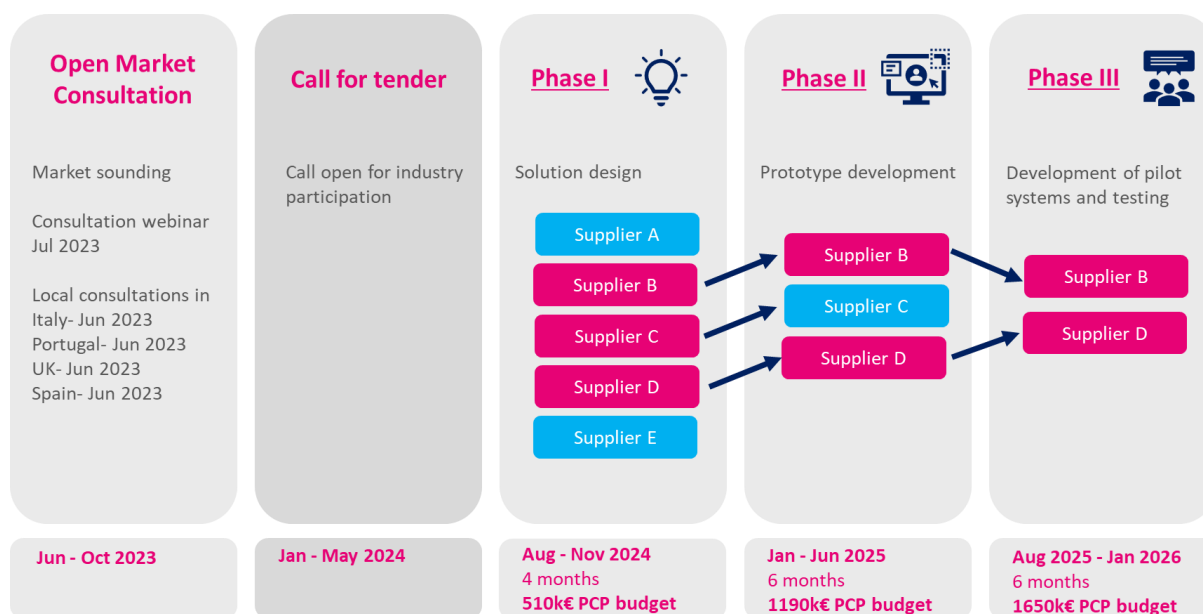 Open Market
Consultation
Market sounding
Consultation webinar
Jul 2023
Local consultations in
Italy- Jun 2023
Portugal- Jun 2023
UK- Jun 2023
Spain- Jun 2023
Jun - Oct 2023
Call for tender
Call open for industry
participation
Jan - May 2024
Phase I
Solution design
Supplier A
Supplier B
Supplier C
Supplier D
Supplier E
Aug - Nov 2024
4 months
510k€ PCP budget
Phase II
Prototype development
Supplier B
Supplier C
Supplier D
Jan - Jun 2025
6 months
1190k€ PCP budget
Phase III
Development of pilot
systems and testing
Supplier B
Supplier D
Aug 2025 - Jan 2026
6 months
1650k€ PCP budget